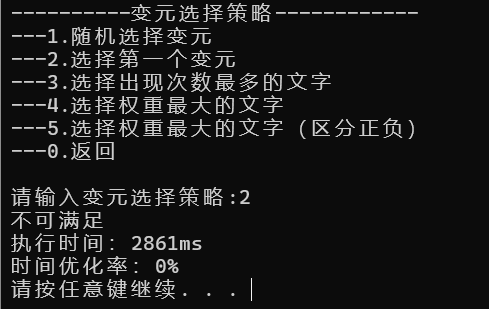 ----------变元选择策略------------
---1.随机选择变元
---2.选择第一个变元
---3.选择出现次数最多的文字
---4.选择权重最大的文字
---5.选择权重最大的文字（区分正负）
---0.返回
请输入变元选择策略:2
不可满足
执行时间: 2861ms
时间优化率: 0%
请按任意键继续. . .